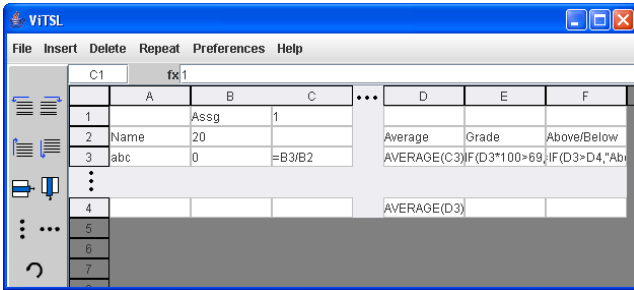 ViTSL
File Insert Delete Repeat Preferences Help
C1 fx 1
A B C ••• D E F
1 Assg 1
2 Name 20 Average Grade Above/Below
3 abc 0 =B3/B2 AVERAGE(C3) IF(D3*100>69, IF(D3>D4,"Ab
4 AVERAGE(D3)
5
6
7